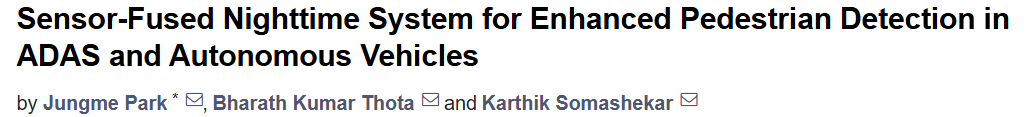 Sensor-Fused Nighttime System for Enhanced Pedestrian Detection in
ADAS and Autonomous Vehicles
by Jungme Park *, Bharath Kumar Thota and Karthik Somashekar